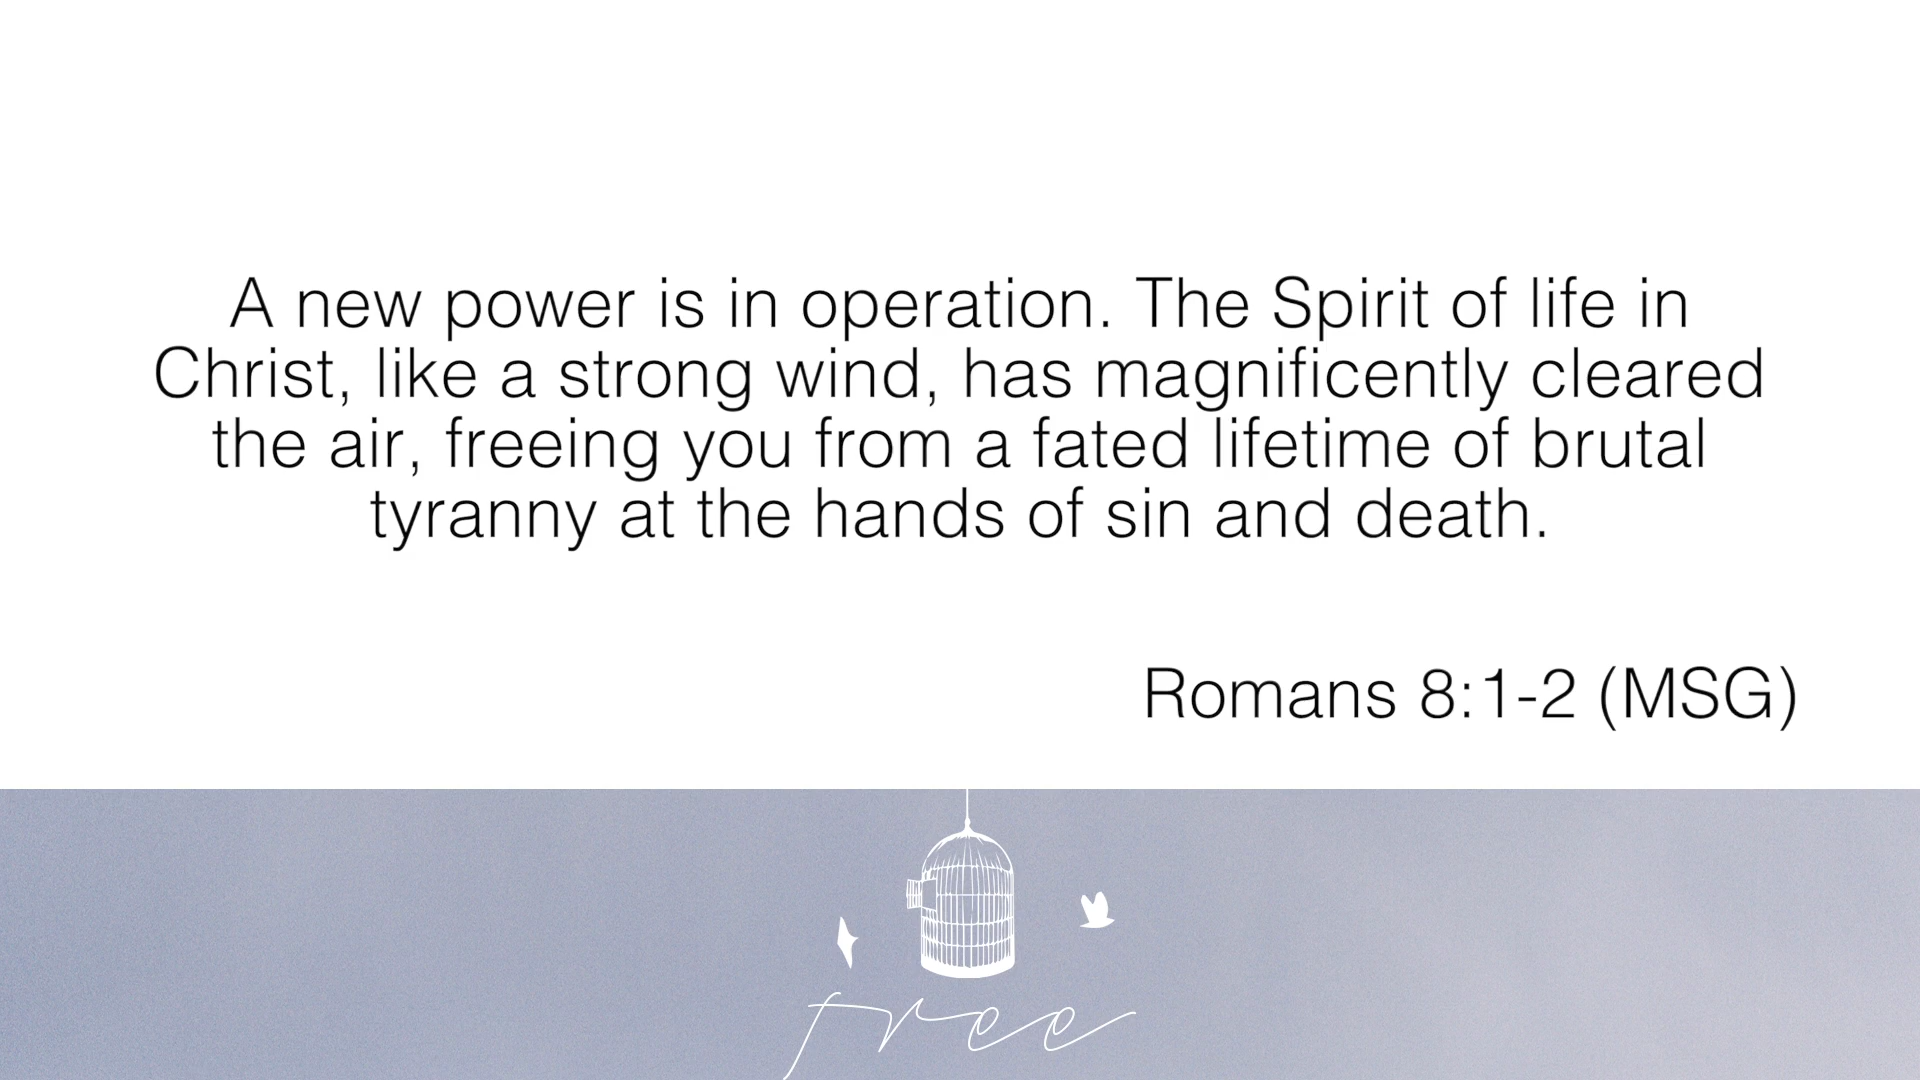 A new power is in operation. The Spirit of life in
Christ, like a strong wind, has magnificently cleared
the air, freeing you from a fated lifetime of brutal
tyranny at the hands of sin and death.
Romans 8:1-2 (MSG)
free